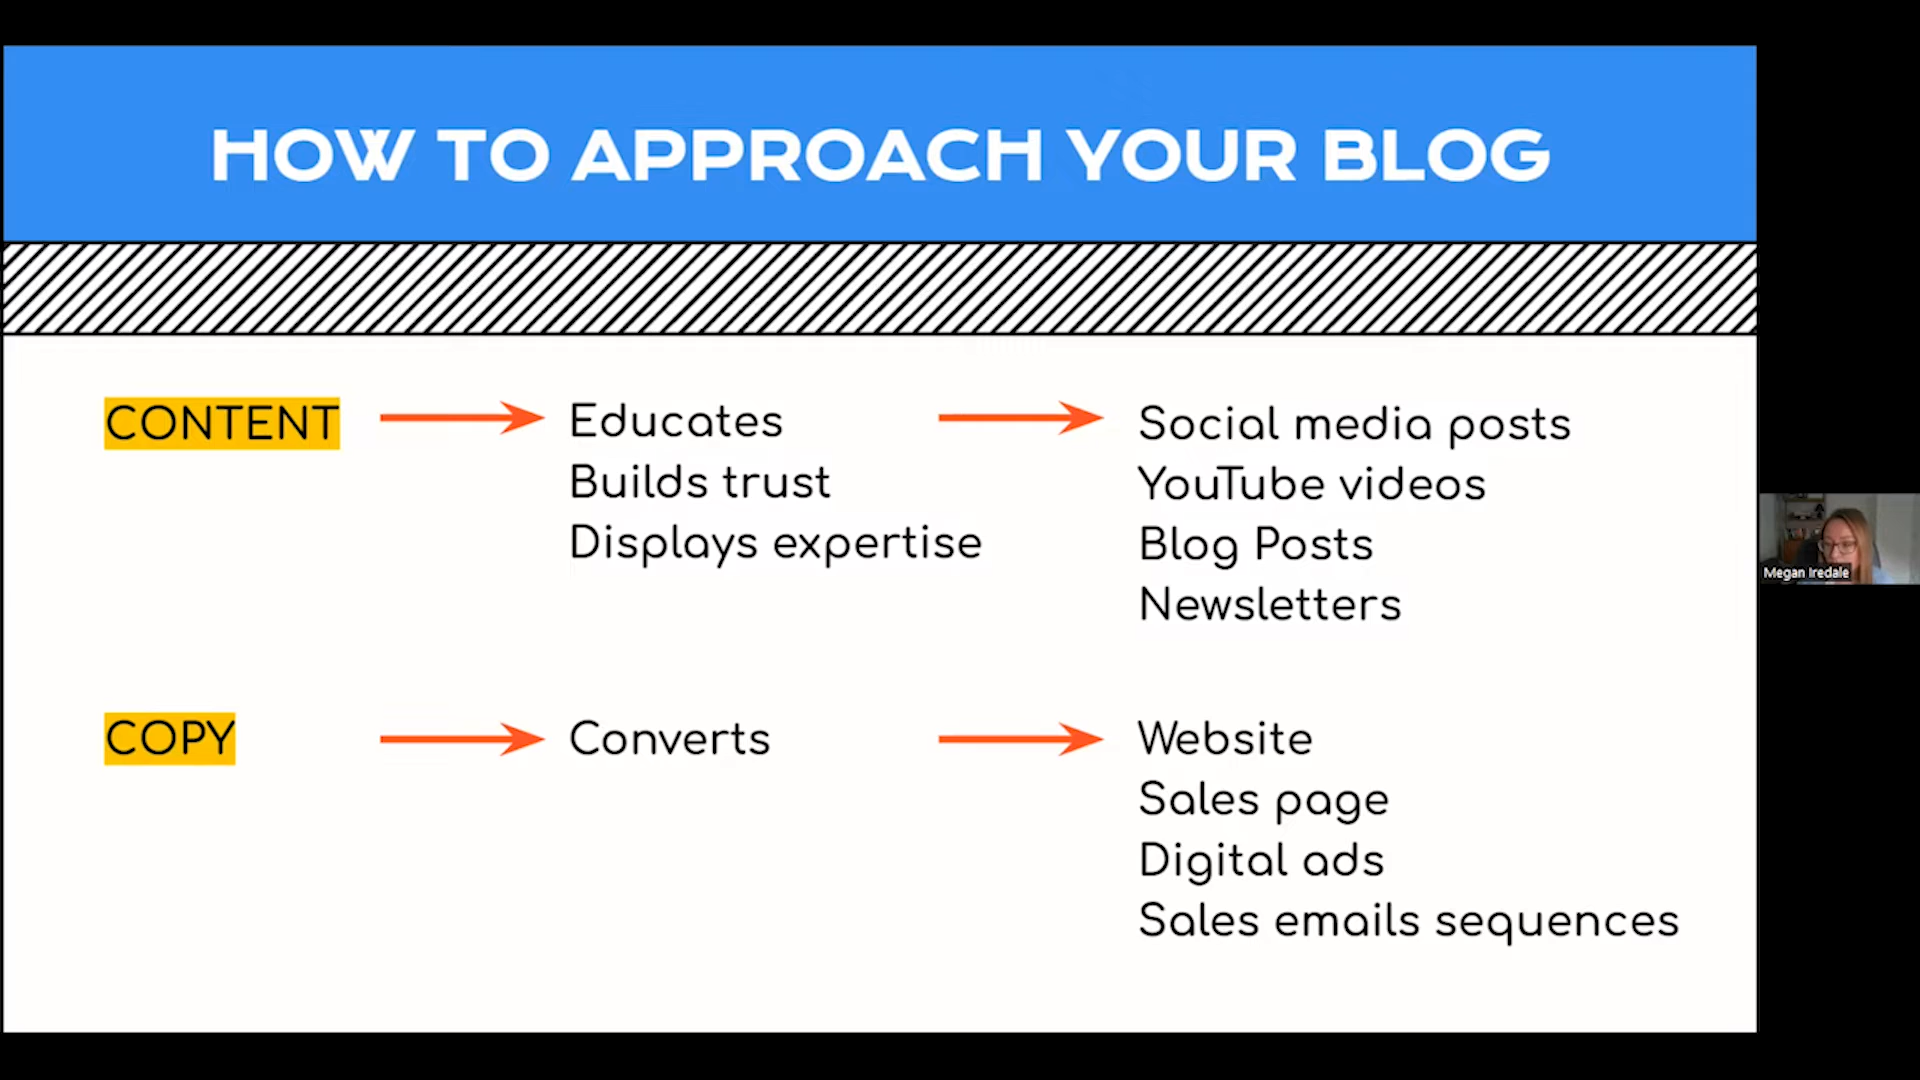 HOW TO APPROACH YOUR BLOG
CONTENT
Educates
Builds trust
Displays expertise
Social media posts
YouTube videos
Blog Posts
Newsletters
COPY
Converts
Website
Sales page
Digital ads
Sales emails sequences
Megan Iredale